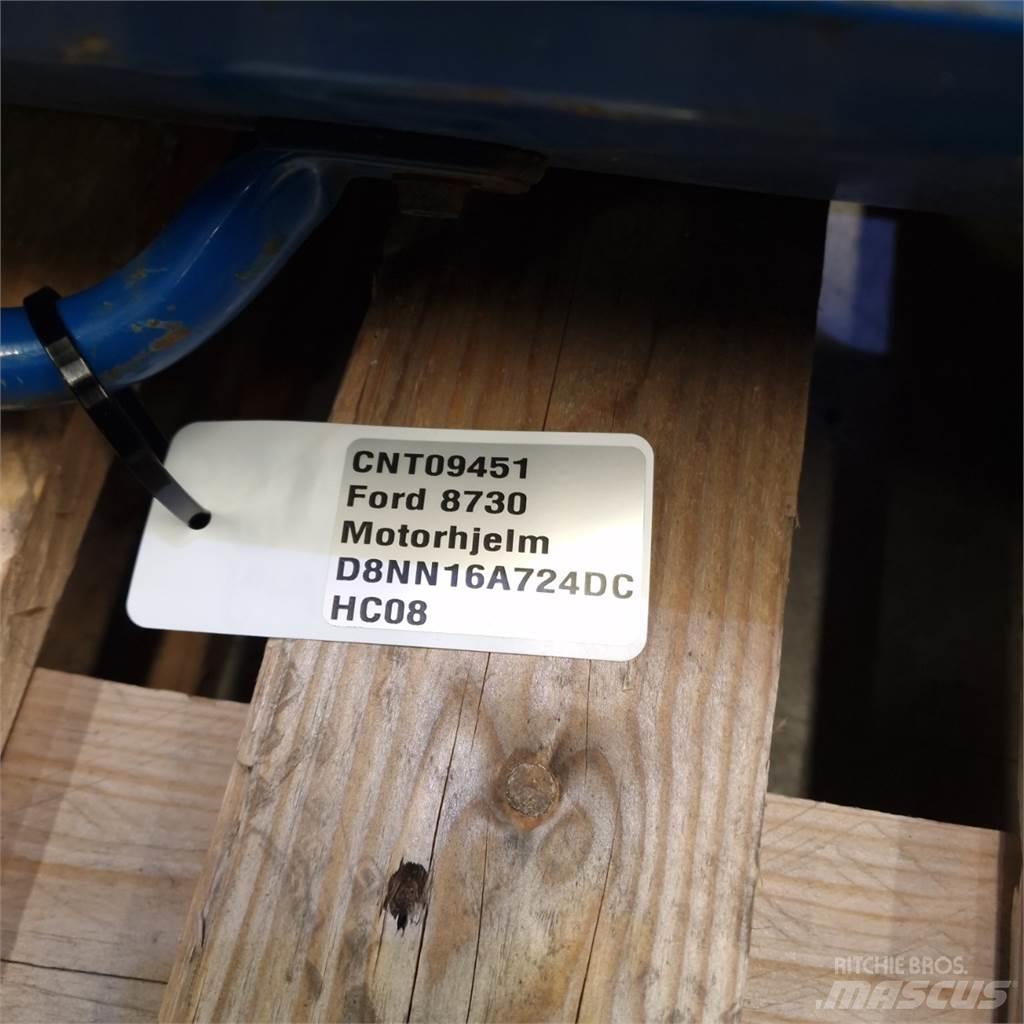 CNT09451
Ford 8730
Motorhjelm
D8NN16A724DC
HC08
RITCHIE BROS.
MASCUS